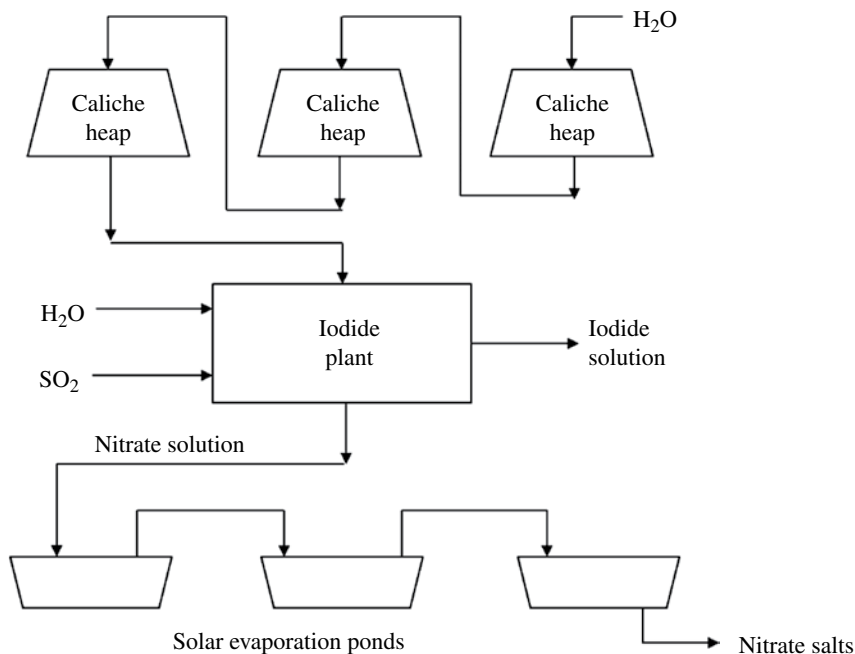 H₂O
Caliche
heap
Caliche
heap
Caliche
heap
H₂O
SO₂
Iodide
plant
Iodide
solution
Nitrate solution
Solar evaporation ponds
Nitrate salts